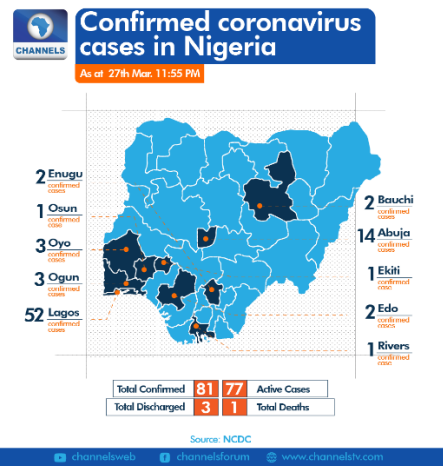 CHANNELS
Confirmed coronavirus
cases in Nigeria
As at 27th Mar. 11:55 PM
2 Enugu
confirmed
cases
1 Osun
confirmed
case
3 Oyo
confirmed
cases
3 Ogun
confirmed
cases
52 Lagos
confirmed
cases
2 Bauchi
confirmed
cases
14 Abuja
confirmed
cases
1 Ekiti
confirmed
case
2 Edo
confirmed
cases
1 Rivers
confirmed
case
Total Confirmed 81 77 Active Cases
Total Discharged 3 1 Total Deaths
Source: NCDC
channelsweb channelsforum www.channelstv.com